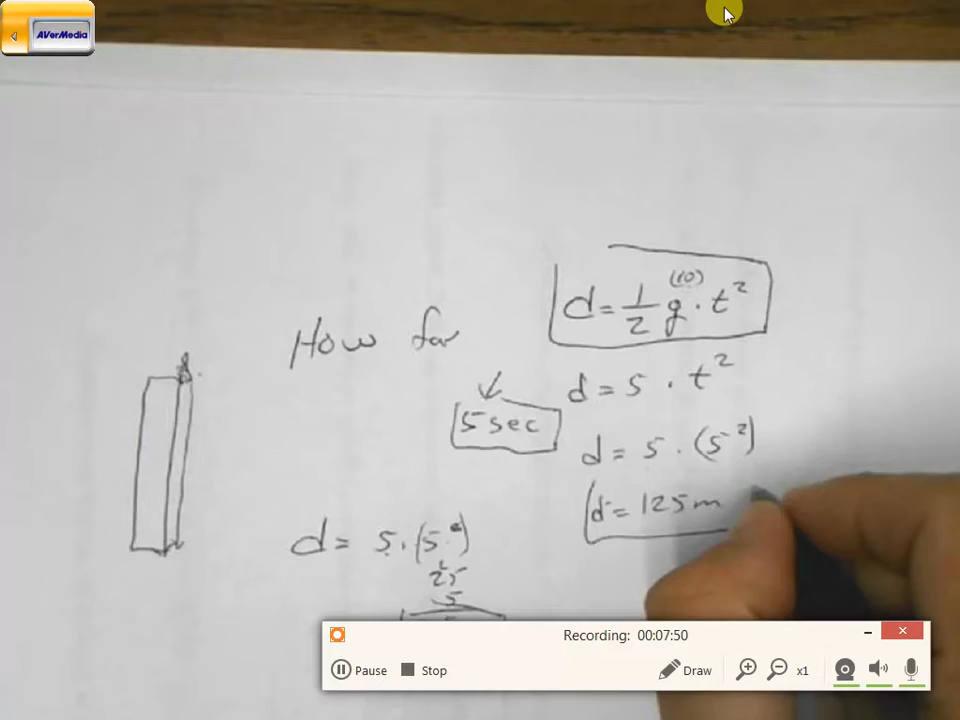 AVerMedia
(10)
d = 1/2 g · t²
How far
d = 5 · t²
5 sec
d = 5 · (5²)
d = 125m
d = 5 · (5²)
25
5
Recording: 00:07:50
Pause Stop Draw x1